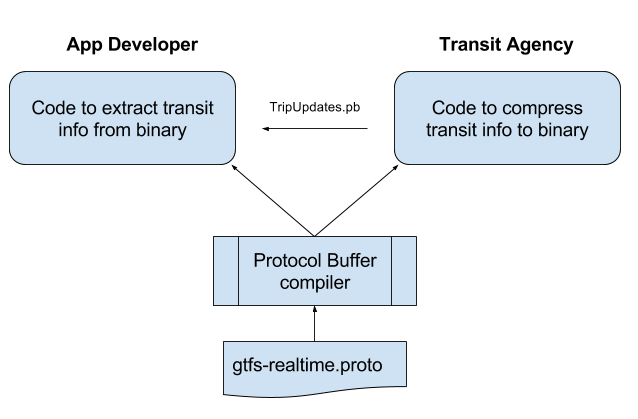 App Developer
Transit Agency
Code to extract transit
info from binary
TripUpdates.pb
Code to compress
transit info to binary
Protocol Buffer
compiler
gtfs-realtime.proto